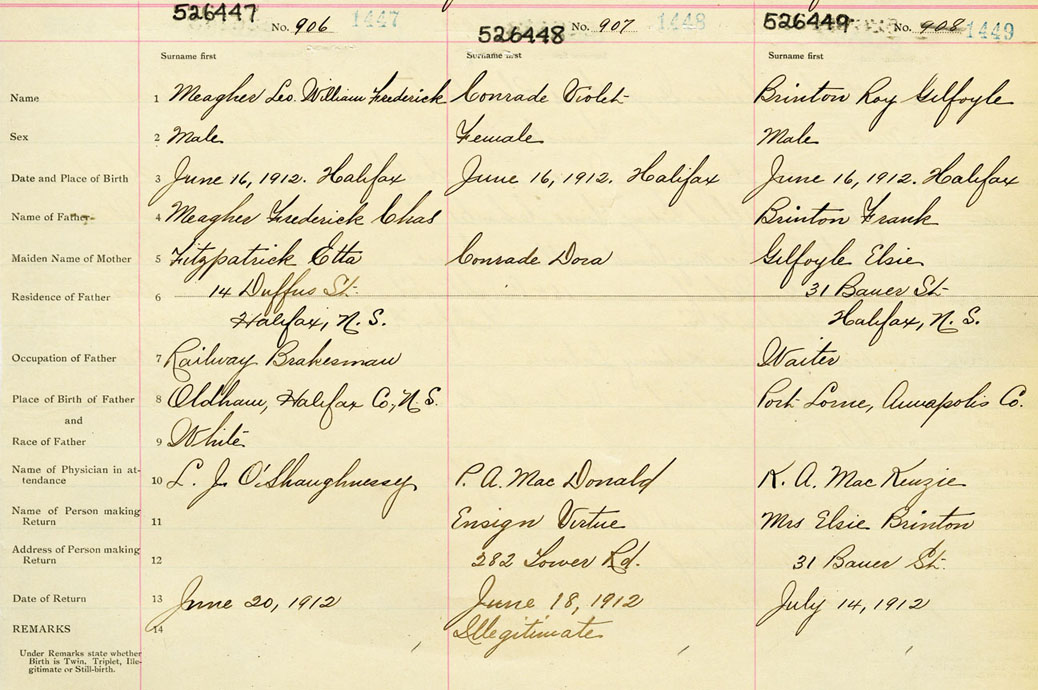 526447 No. 906 1447 526448 No. 907 1448 526449 No. 908 1449
Surname first Surname first Surname first
Name 1 Meagher Leo William Frederick Conrade Violet Brinton Roy Gilfoyle
Sex 2 Male Female Male
Date and Place of Birth 3 June 16, 1912. Halifax June 16, 1912. Halifax June 16, 1912. Halifax
Name of Father 4 Meagher Frederick Chas Brinton Frank
Maiden Name of Mother 5 Fitzpatrick Etta Conrade Dora Gilfoyle Elsie
Residence of Father 6 14 Duffus St. 31 Bauer St.
Halifax, N.S. Halifax, N.S.
Occupation of Father 7 Railway Brakesman Waiter
Place of Birth of Father 8 Oldham, Halifax Co, N.S. Port Lorne, Annapolis Co.
and
Race of Father 9 White
Name of Physician in at-
tendance 10 L. J. O'Shaughnessy P. A. MacDonald K. A. MacKenzie
Name of Person making
Return 11 Ensign Virtue Mrs Elsie Brinton
Address of Person making
Return 12 282 Tower Rd. 31 Bauer St.
Date of Return 13 June 20, 1912 June 18, 1912 July 14, 1912
REMARKS 14 Illegitimate
Under Remarks state whether
Birth is Twin, Triplet, Ille-
gitimate or Still-birth.